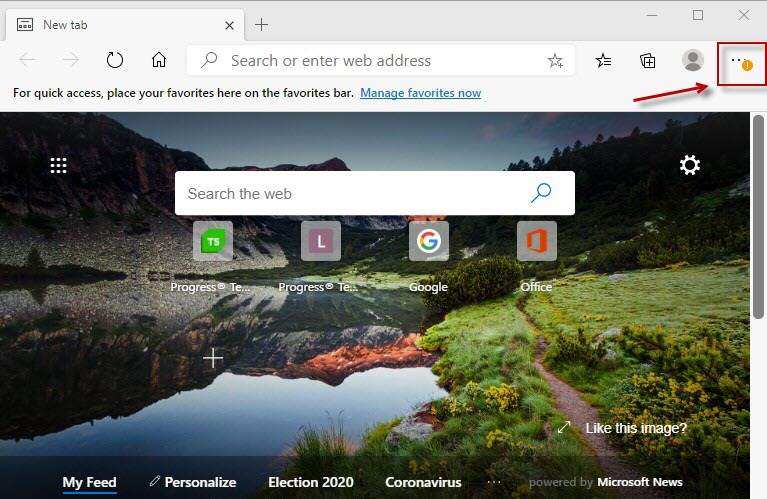 New tab
Search or enter web address
For quick access, place your favorites here on the favorites bar. Manage favorites now
Search the web
TS
L
G
Progress® Te...
Progress® Te...
Google
Office
Like this image?
My Feed
Personalize
Election 2020
Coronavirus
...
powered by Microsoft News